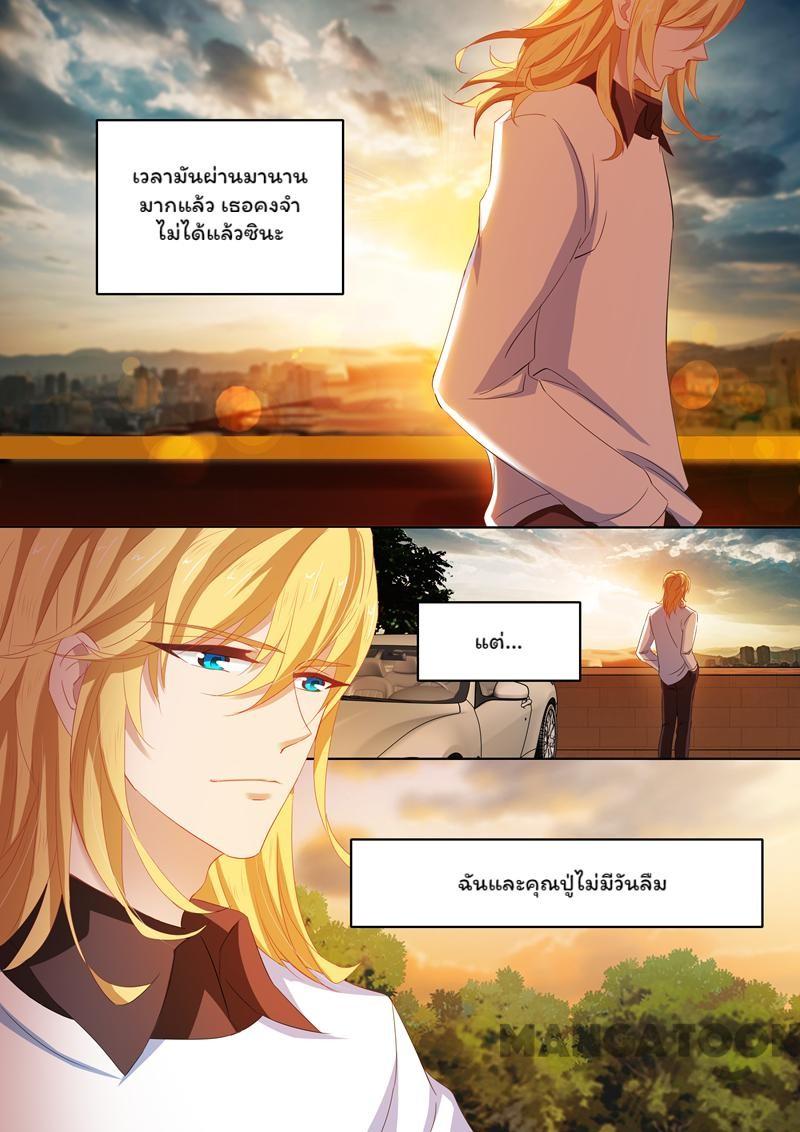 เวลามันผ่านมานาน
มากแล้ว เธอคงจำ
ไม่ได้แล้วซินะ
แต่...
ฉันและคุณปู่ไม่มีวันลืม
MANGATOON